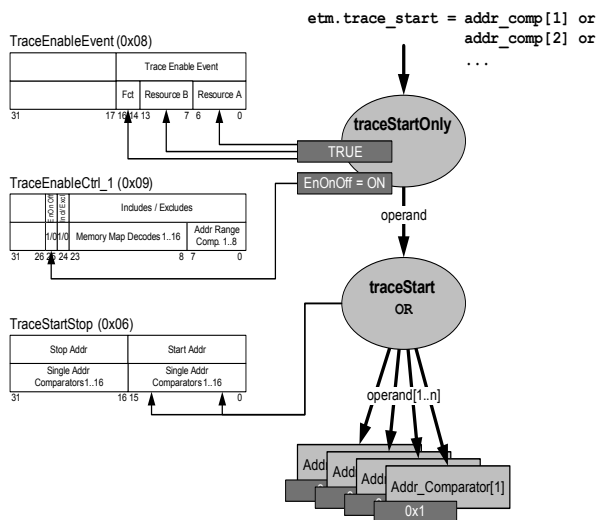 etm.trace_start = addr_comp[1] or
addr_comp[2] or
...
TraceEnableEvent (0x08)
Trace Enable Event
Fct Resource B Resource A
31 17 16 14 13 7 6 0
traceStartOnly
TRUE
EnOnOff = ON
TraceEnableCtrl_1 (0x09)
EnOnOff
Ind/Excl
Includes / Excludes
1/0 1/0 Memory Map Decodes 1..16 Addr Range
Comp. 1..8
31 26 25 24 23 8 7 0
operand
traceStart
OR
TraceStartStop (0x06)
Stop Addr Start Addr
Single Addr Single Addr
Comparators1..16 Comparators1..16
31 16 15 0
operand[1..n]
Addr_Comparator[1]
0x1